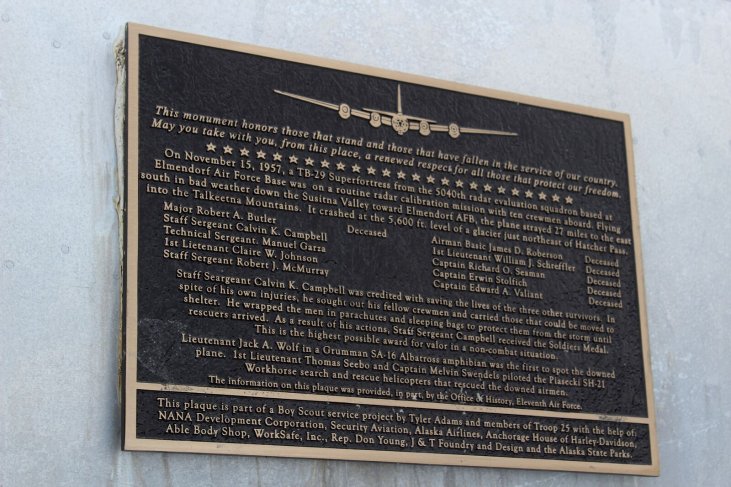 This monument honors those that stand and those that have fallen in the service of our country.
May you take with you, from this place, a renewed respect for all those that protect our freedom.
On November 15, 1957, a TB-29 Superfortress from the 5040th radar evaluation squadron based at
Elmendorf Air Force Base was on a routine radar calibration mission with ten crewmen aboard. Flying
south in bad weather down the Susitna Valley toward Elmendorf AFB, the plane strayed 27 miles to the east
into the Talkeetna Mountains. It crashed at the 5,600 ft. level of a glacier just northeast of Hatcher Pass.
Major Robert A. Butler Deceased
Staff Sergeant Calvin K. Campbell
Technical Sergeant. Manuel Garza
1st Lietenant Claire W. Johnson
Staff Sergeant Robert J. McMurray
Airman Basic James D. Roberson Deceased
1st Lieutenant William J. Schreffler Deceased
Captain Richard O. Seaman Deceased
Captain Erwin Stolfich Deceased
Captain Edward A. Valiant Deceased
Staff Seargeant Calvin K. Campbell was credited with saving the lives of the three other survivors. In
spite of his own injuries, he sought out his fellow crewmen and carried those that could be moved to
shelter. He wrapped the men in parachutes and sleeping bags to protect them from the storm until
rescuers arrived. As a result of his actions, Staff Sergeant Campbell received the Soldiers Medal.
This is the highest possible award for valor in a non-combat situation.
Lieutenant Jack A. Wolf in a Grumman SA-16 Albatross amphibian was the first to spot the downed
plane. 1st Lieutenant Thomas Seebo and Captain Melvin Swendels piloted the Piasecki SH-21
Workhorse search and rescue helicopters that rescued the downed airmen.
The information on this plaque was provided, in part, by the Office of History, Eleventh Air Force.
This plaque is part of a Boy Scout service project by Tyler Adams and members of Troop 25 with the help of:
NANA Development Corporation, Security Aviation, Alaska Airlines, Anchorage House of Harley-Davidson,
Able Body Shop, WorkSafe, Inc., Rep. Don Young, J & T Foundry and Design and the Alaska State Parks.